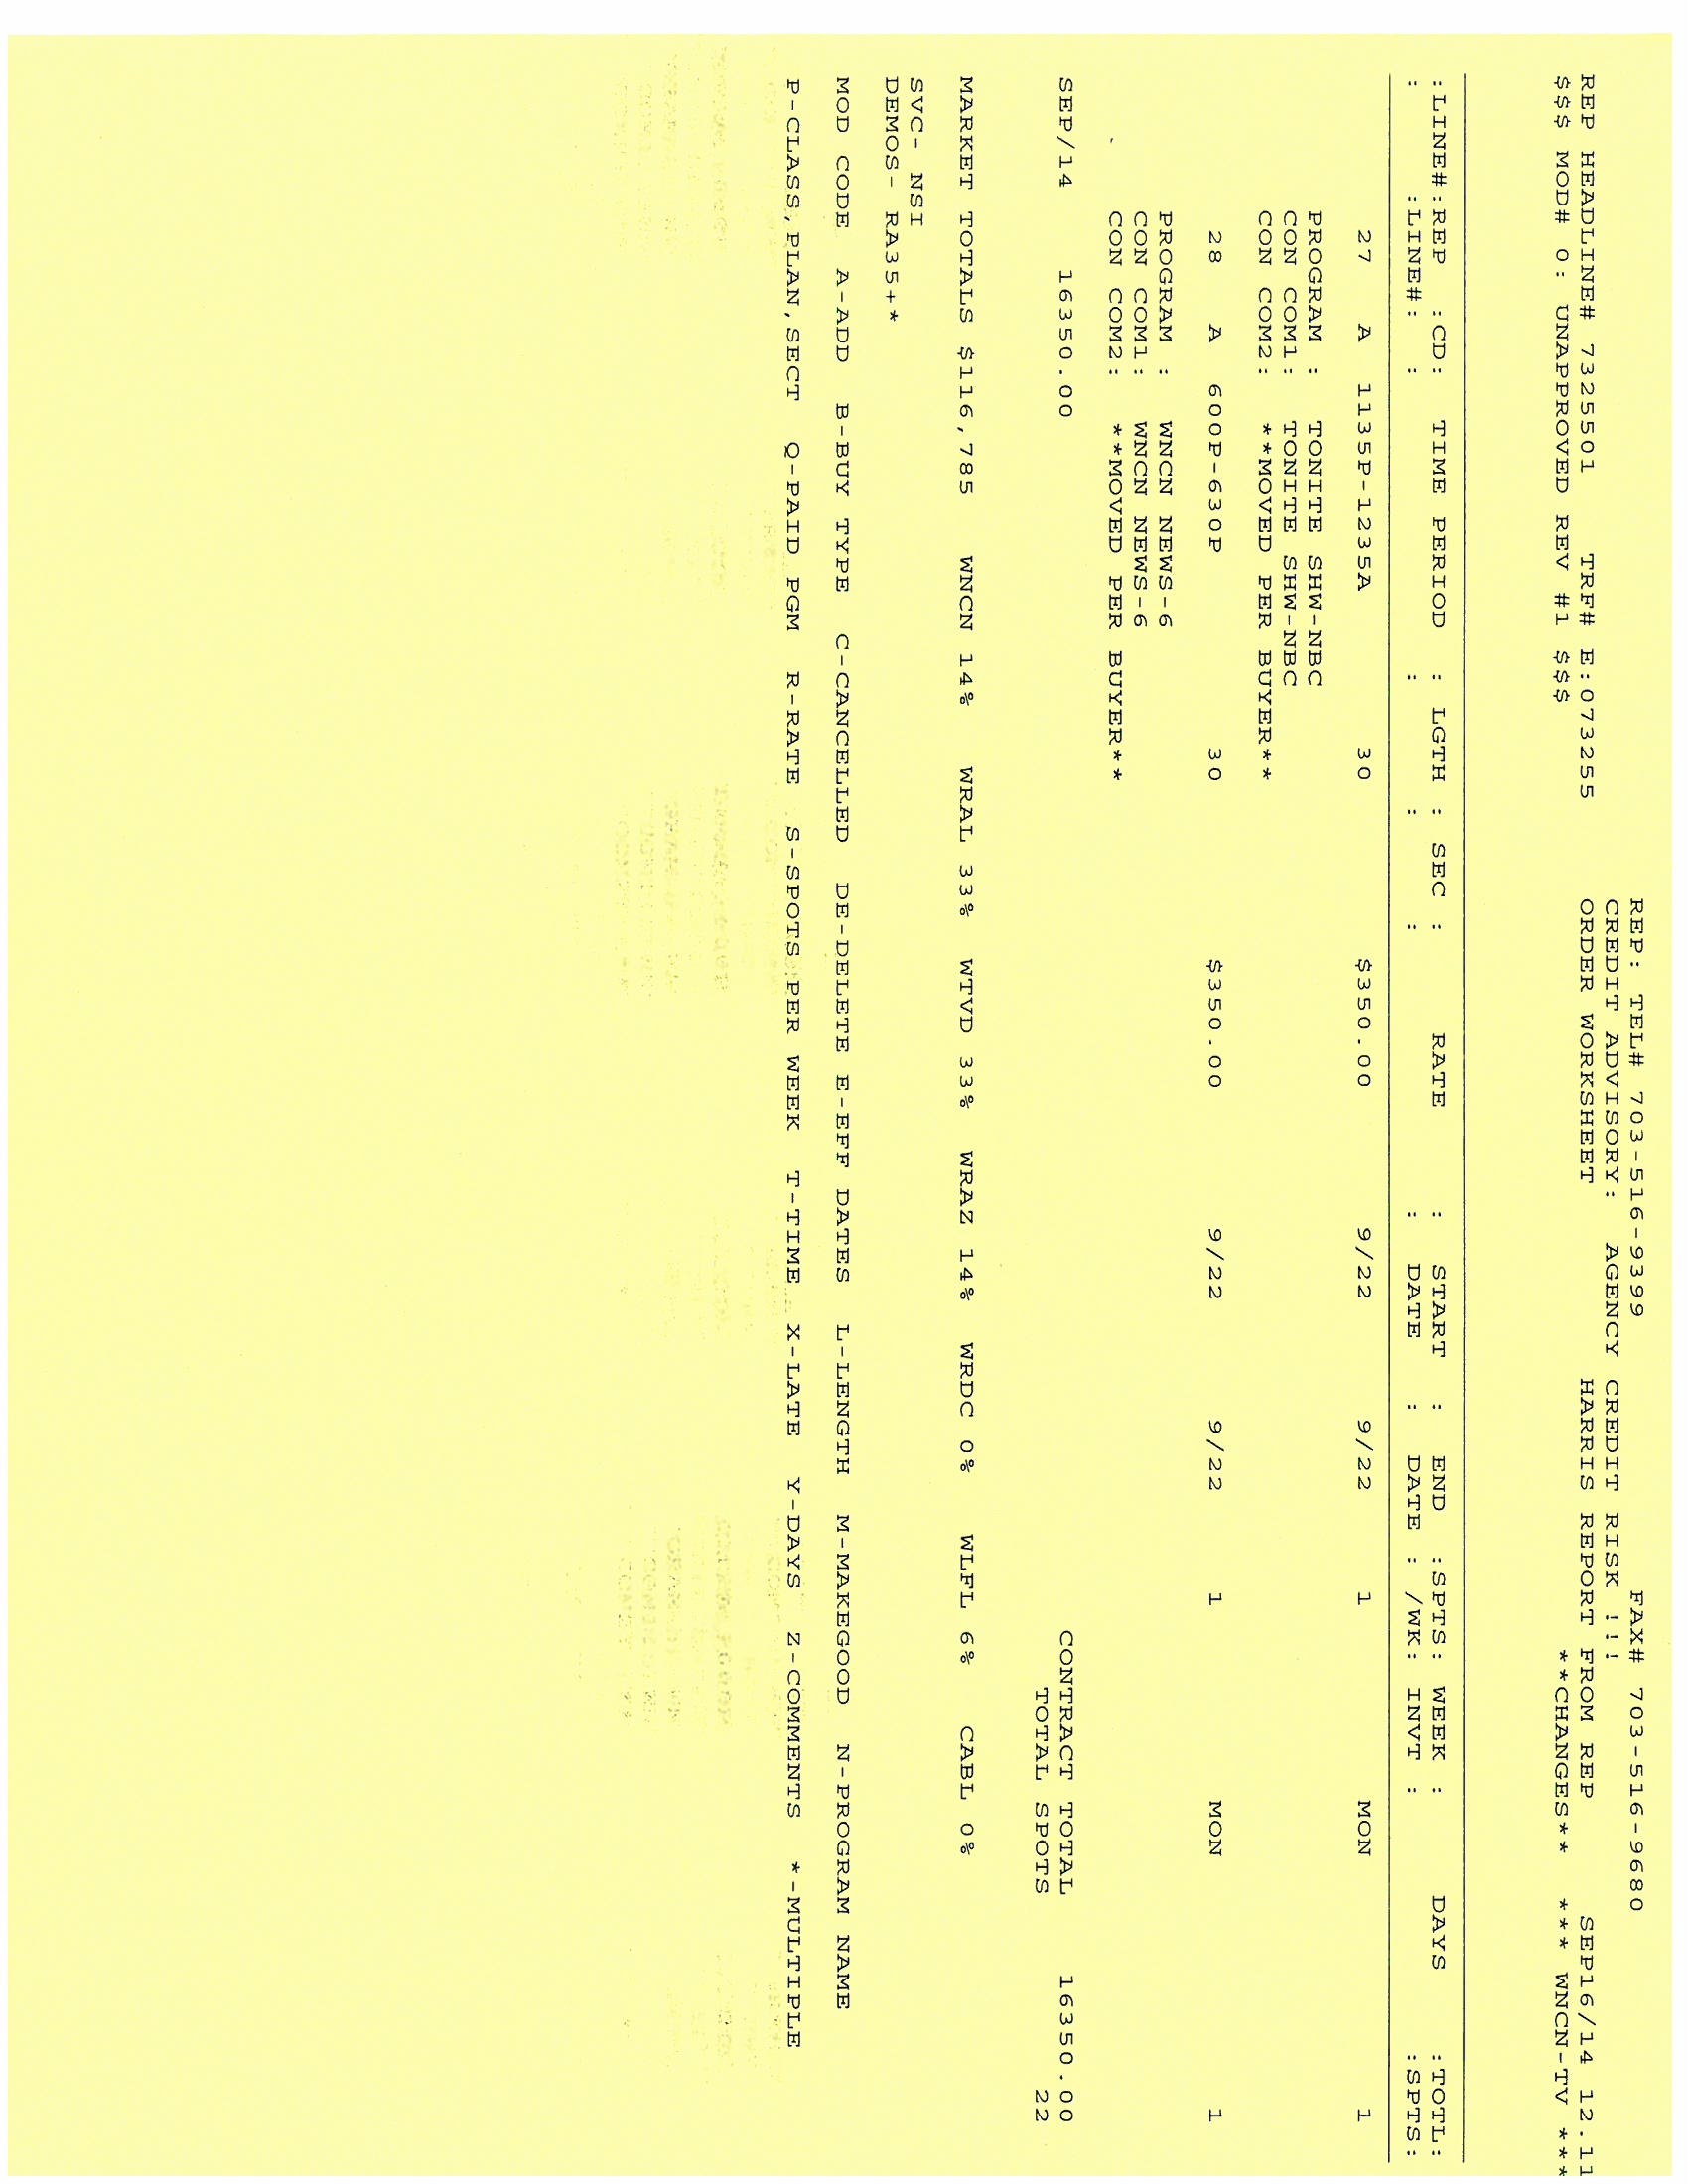 REP: TEL# 703-516-9399 FAX# 703-516-9680
CREDIT ADVISORY: AGENCY CREDIT RISK !!!
REP HEADLINE# 7325501 TRF# E:073255 ORDER WORKSHEET HARRIS REPORT FROM REP SEP16/14 12.11
$$$ MOD# 0: UNAPPROVED REV #1 $$$ **CHANGES** *** WNCN-TV ***
:LINE#:REP :CD: TIME PERIOD : LGTH : SEC : RATE : START : END :SPTS: WEEK : DAYS :TOTL:
: :LINE#: : : : : : DATE : DATE : /WK: INVT : :SPTS:
27 A 1135P-1235A 30 $350.00 9/22 9/22 1 MON 1
PROGRAM : TONITE SHW-NBC
CON COM1: TONITE SHW-NBC
CON COM2: **MOVED PER BUYER**
28 A 600P-630P 30 $350.00 9/22 9/22 1 MON 1
PROGRAM : WNCN NEWS-6
CON COM1: WNCN NEWS-6
CON COM2: **MOVED PER BUYER**
SEP/14 16350.00 CONTRACT TOTAL 16350.00
TOTAL SPOTS 22
MARKET TOTALS $116,785 WNCN 14% WRAL 33% WTVD 33% WRAZ 14% WRDC 0% WLFL 6% CABL 0%
SVC- NSI
DEMOS- RA35+*
MOD CODE A-ADD B-BUY TYPE C-CANCELLED DE-DELETE E-EFF DATES L-LENGTH M-MAKEGOOD N-PROGRAM NAME
P-CLASS,PLAN,SECT Q-PAID PGM R-RATE S-SPOTS PER WEEK T-TIME X-LATE Y-DAYS Z-COMMENTS *-MULTIPLE